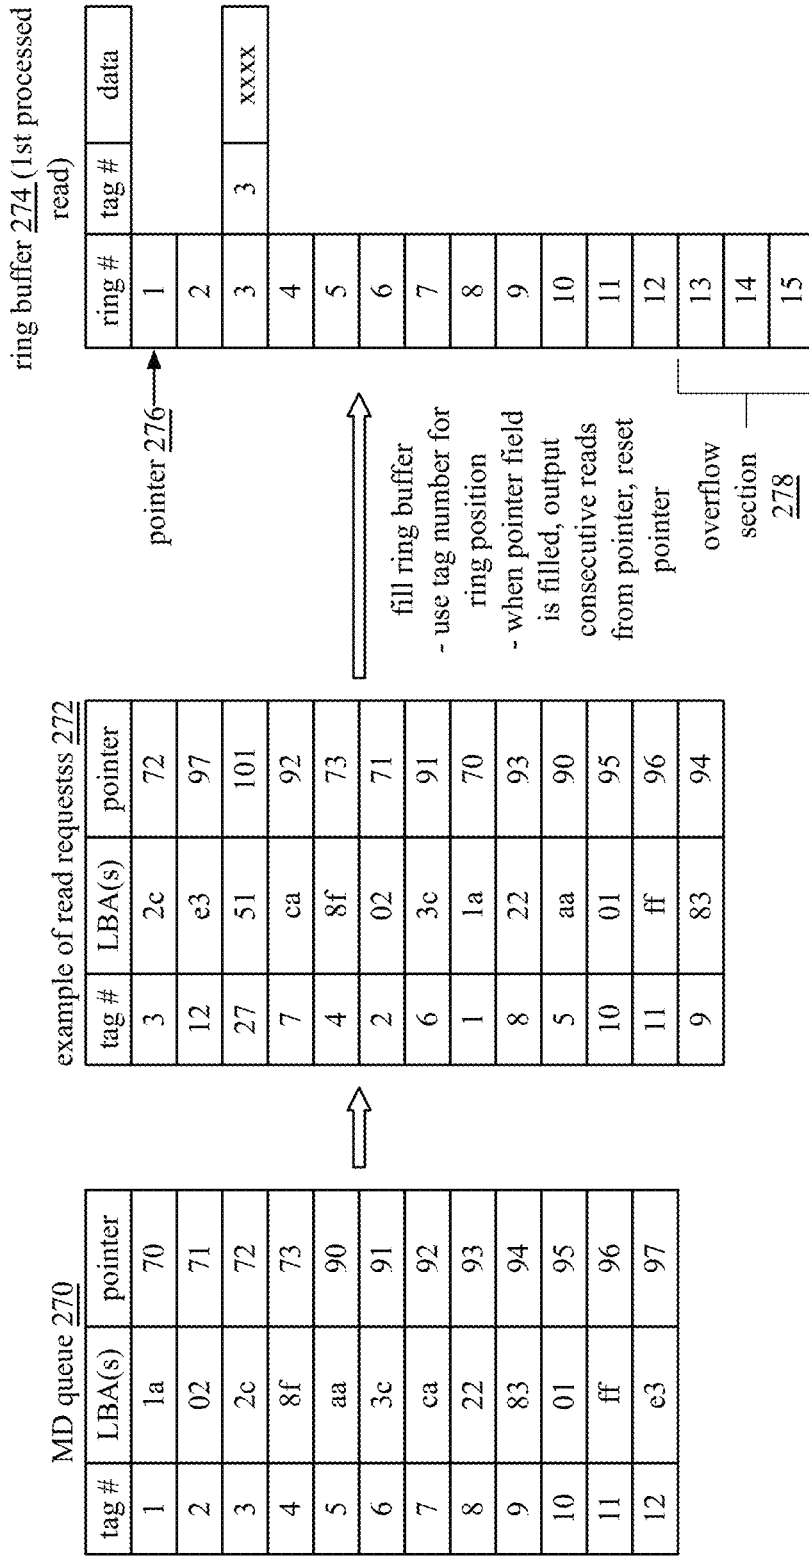 MD queue 270
tag # LBA(s) pointer
1 1a 70
2 02 71
3 2c 72
4 8f 73
5 aa 90
6 3c 91
7 ca 92
8 22 93
9 83 94
10 01 95
11 ff 96
12 e3 97
example of read requestss 272
tag # LBA(s) pointer
3 2c 72
12 e3 97
27 51 101
7 ca 92
4 8f 73
2 02 71
6 3c 91
1 1a 70
8 22 93
5 aa 90
10 01 95
11 ff 96
9 83 94
pointer 276
fill ring buffer
- use tag number for
ring position
- when pointer field
is filled, output
consecutive reads
from pointer, reset
pointer
overflow
section
278
ring buffer 274 (1st processed
read)
ring # tag # data
1
2
3 3 xxxx
4
5
6
7
8
9
10
11
12
13
14
15